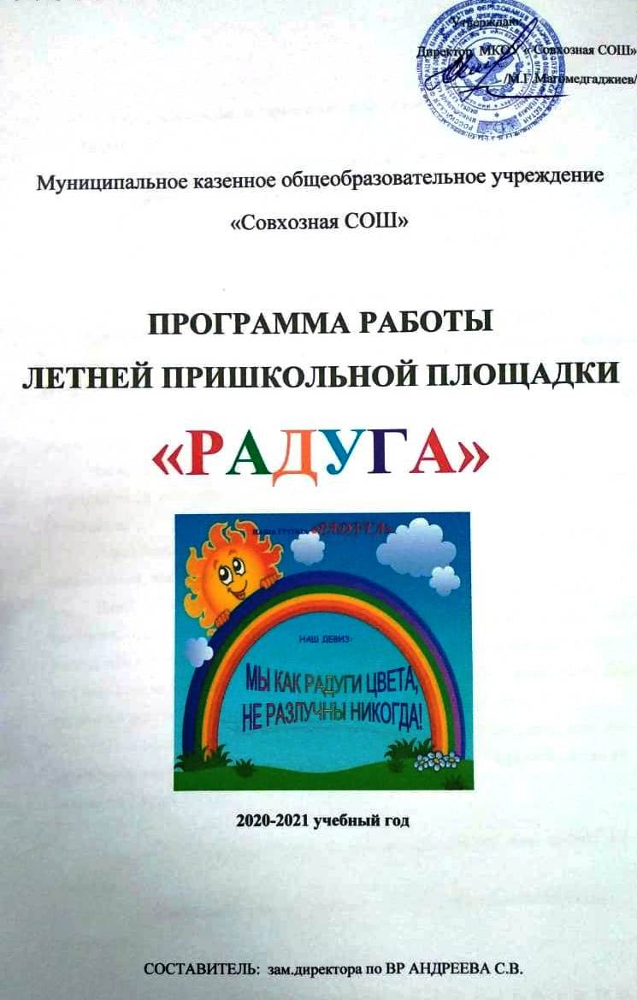 Утверждаю
Директор МКОУ « Совхозная СОШ»
/М.Г.Магомедгаджиев/
Муниципальное казенное общеобразовательное учреждение
«Совхозная СОШ»
ПРОГРАММА РАБОТЫ
ЛЕТНЕЙ ПРИШКОЛЬНОЙ ПЛОЩАДКИ
«РАДУГА»
«РАДУГА»
НАШ ДЕВИЗ:
МЫ КАК РАДУГИ ЦВЕТА,
НЕ РАЗЛУЧНЫ НИКОГДА!
2020-2021 учебный год
СОСТАВИТЕЛЬ: зам.директора по ВР АНДРЕЕВА С.В.